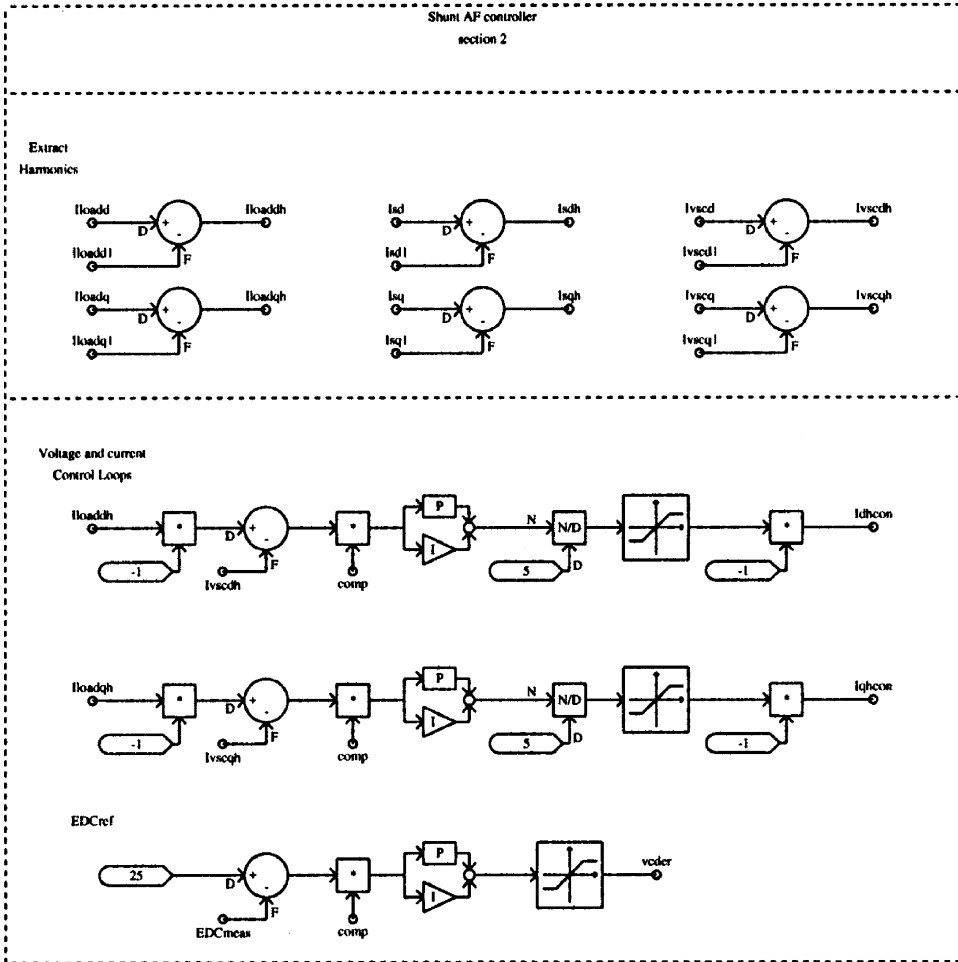 Shunt AF controller
section 2
Extract
Harmonics
Iloadd
D
+
-
F
Iloaddh
Iloadd1
Isd
D
+
-
F
Isdh
Isd1
Ivscd
D
+
-
F
Ivscdh
Ivscd1
Iloadq
D
+
-
F
Iloadqh
Iloadq1
Isq
D
+
-
F
Isqh
Isq1
Ivscq
D
+
-
F
Ivscqh
Ivscq1
Voltage and current
Control Loops
Iloaddh
*
-1
D
+
-
F
Ivscdh
*
comp
P
I
N
N/D
D
5
*
-1
Idhcon
Iloadqh
*
-1
D
+
-
F
Ivscqh
*
comp
P
I
N
N/D
D
5
*
-1
Iqhcon
EDCref
25
D
+
-
F
EDCmeas
*
comp
P
I
vcder